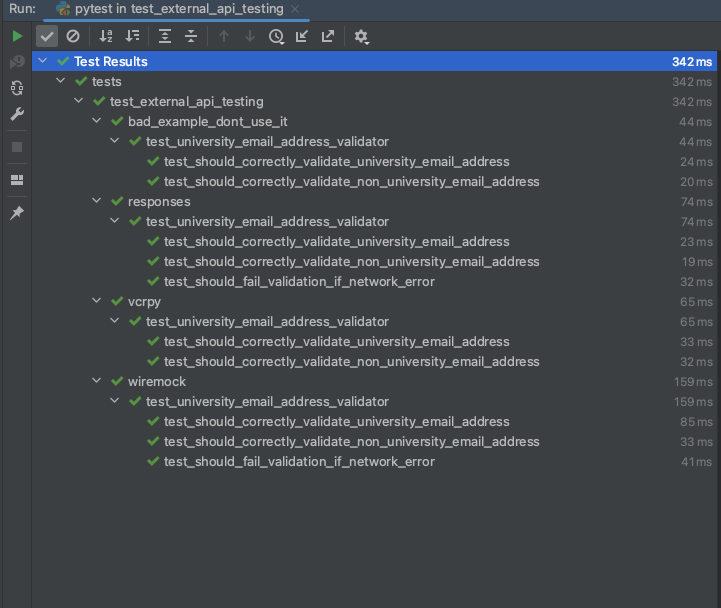 Run: pytest in test_external_api_testing ×
Test Results 342 ms
tests 342 ms
test_external_api_testing 342 ms
bad_example_dont_use_it 44 ms
test_university_email_address_validator 44 ms
test_should_correctly_validate_university_email_address 24 ms
test_should_correctly_validate_non_university_email_address 20 ms
responses 74 ms
test_university_email_address_validator 74 ms
test_should_correctly_validate_university_email_address 23 ms
test_should_correctly_validate_non_university_email_address 19 ms
test_should_fail_validation_if_network_error 32 ms
vcrpy 65 ms
test_university_email_address_validator 65 ms
test_should_correctly_validate_university_email_address 33 ms
test_should_correctly_validate_non_university_email_address 32 ms
wiremock 159 ms
test_university_email_address_validator 159 ms
test_should_correctly_validate_university_email_address 85 ms
test_should_correctly_validate_non_university_email_address 33 ms
test_should_fail_validation_if_network_error 41 ms